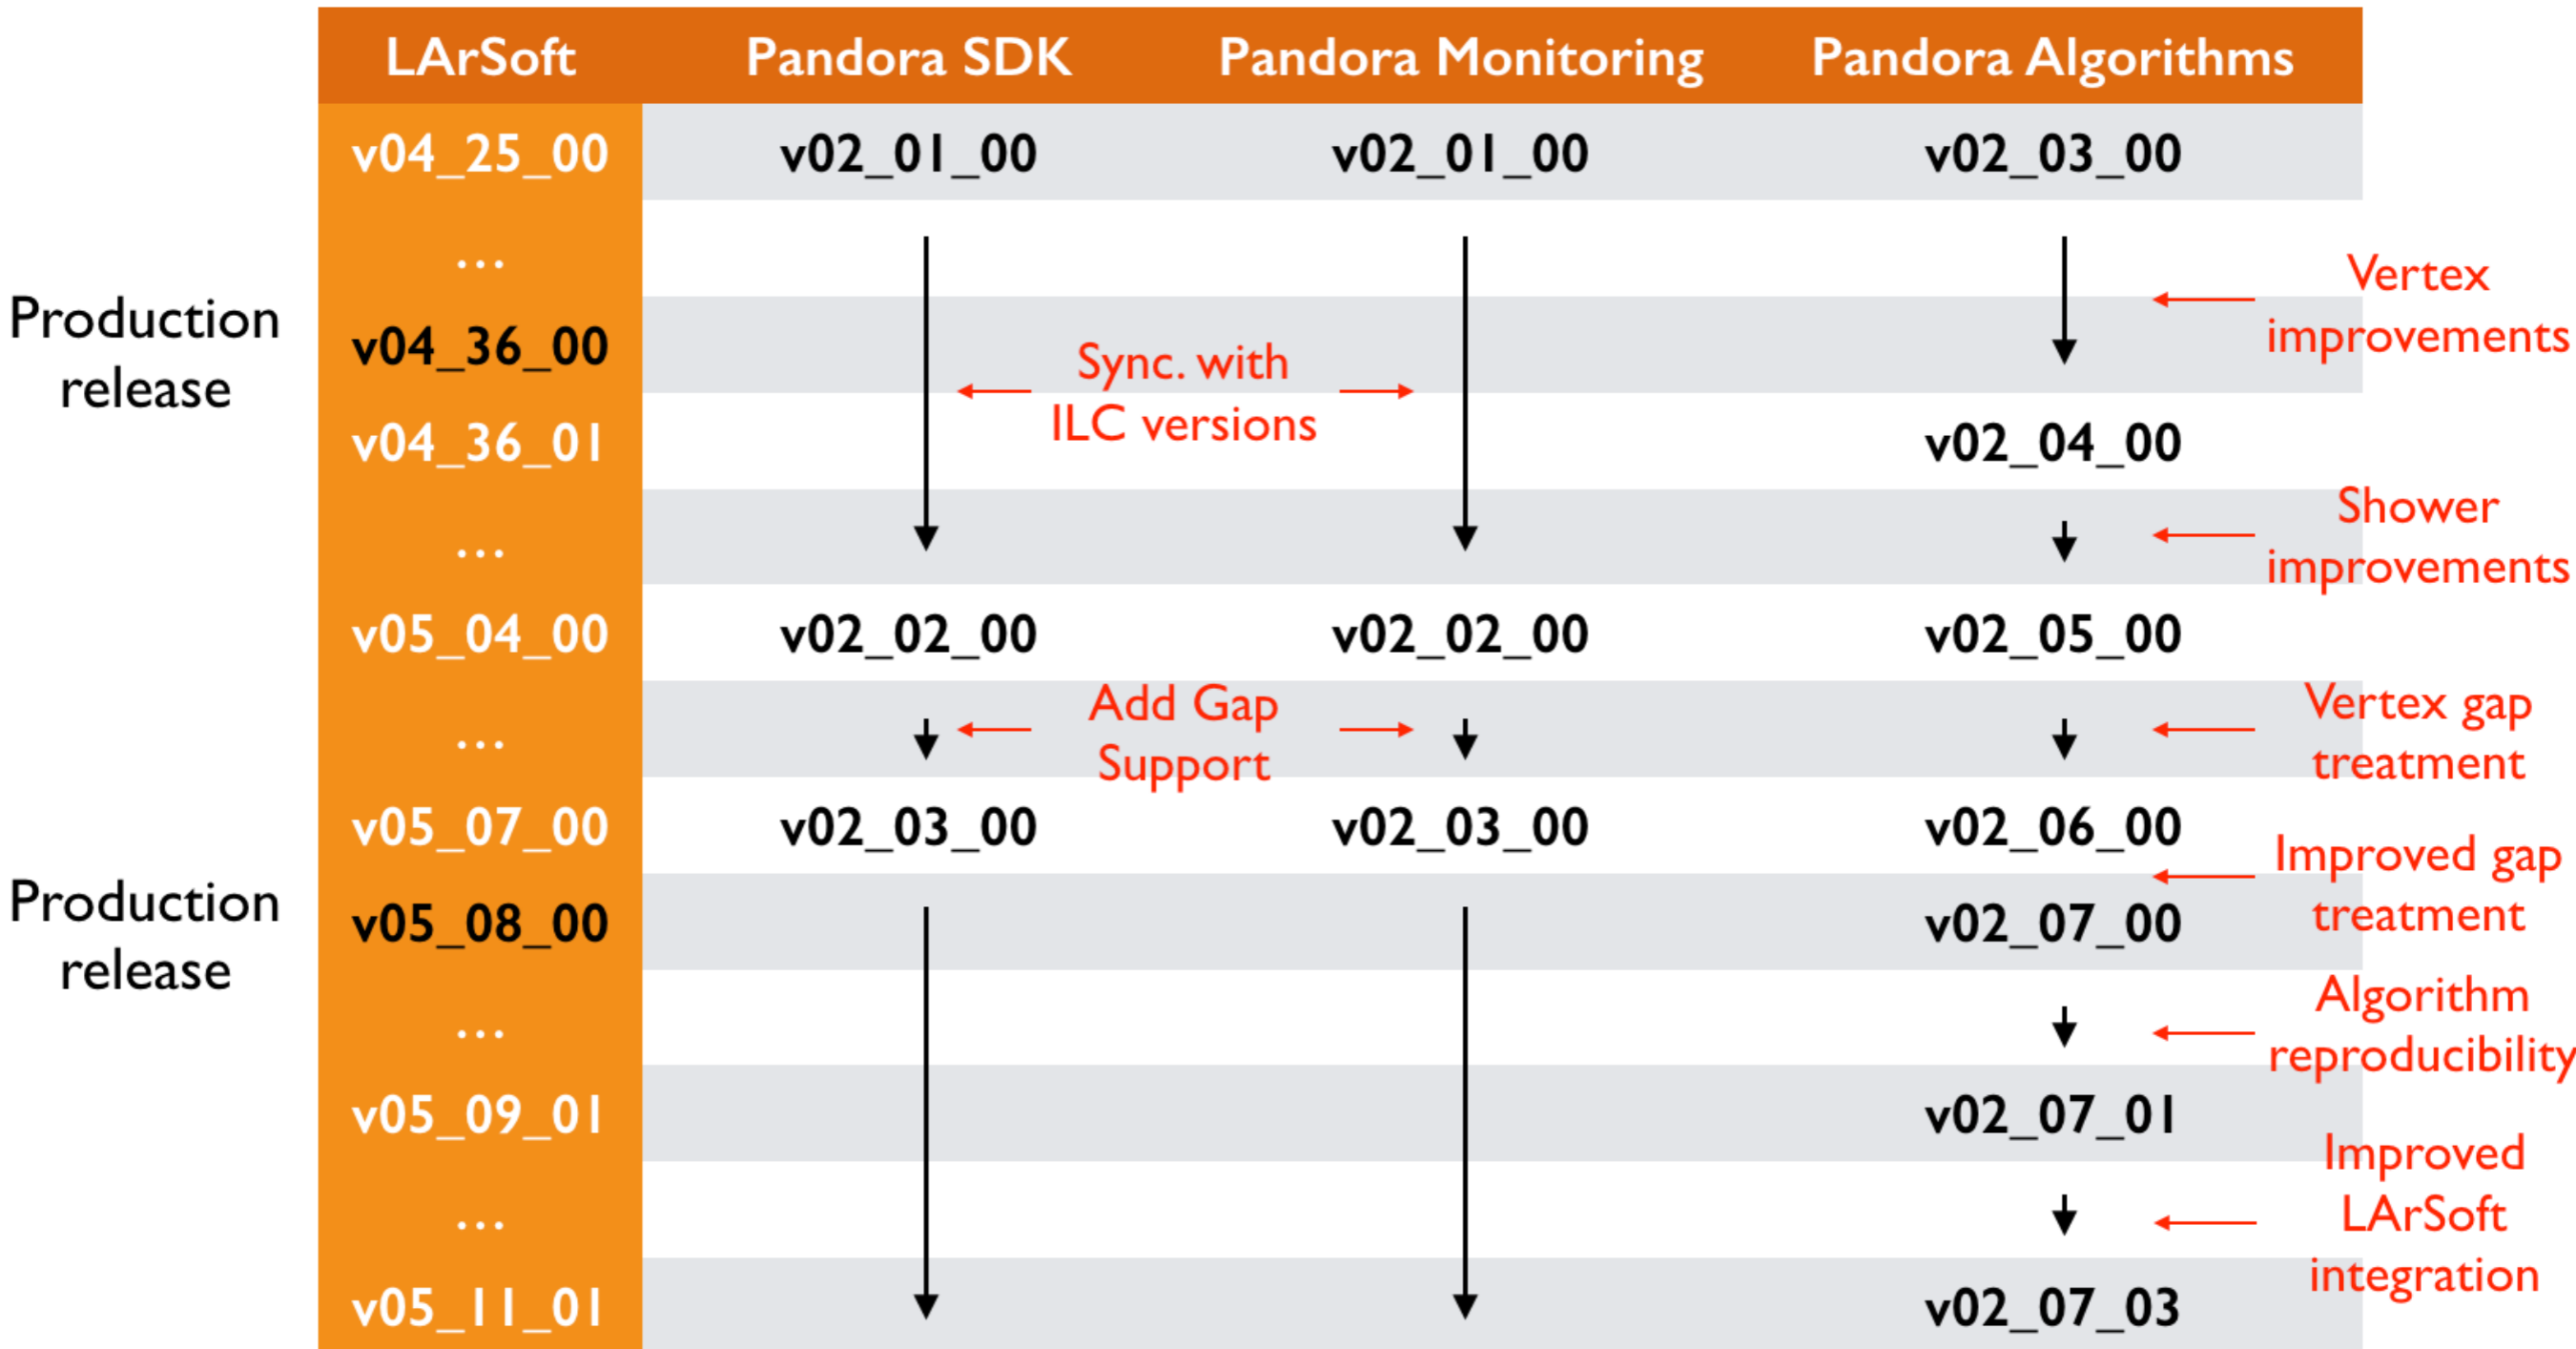 LArSoft Pandora SDK Pandora Monitoring Pandora Algorithms
v04_25_00 v02_01_00 v02_01_00 v02_03_00
...
Vertex
improvements
Production
release
v04_36_00
Sync. with
ILC versions
v04_36_01 v02_04_00
Shower
improvements
...
v05_04_00 v02_02_00 v02_02_00 v02_05_00
Add Gap
Support
Vertex gap
treatment
...
v05_07_00 v02_03_00 v02_03_00 v02_06_00
Improved gap
treatment
Production
release
v05_08_00 v02_07_00
Algorithm
reproducibility
...
v05_09_01 v02_07_01
Improved
LArSoft
integration
...
v05_11_01 v02_07_03